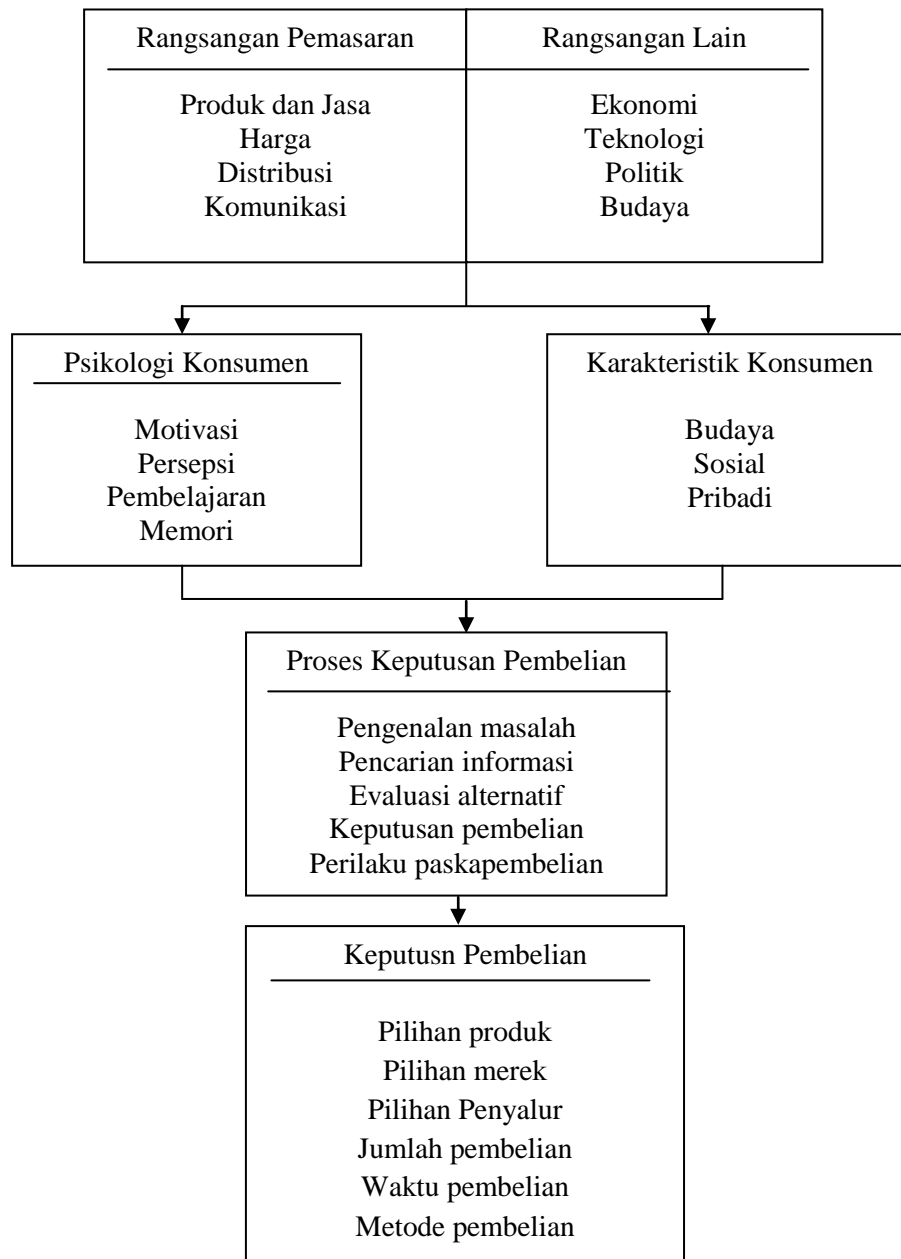 Rangsangan Pemasaran
Produk dan Jasa
Harga
Distribusi
Komunikasi
Rangsangan Lain
Ekonomi
Teknologi
Politik
Budaya
Psikologi Konsumen
Motivasi
Persepsi
Pembelajaran
Memori
Karakteristik Konsumen
Budaya
Sosial
Pribadi
Proses Keputusan Pembelian
Pengenalan masalah
Pencarian informasi
Evaluasi alternatif
Keputusan pembelian
Perilaku paskapembelian
Keputusn Pembelian
Pilihan produk
Pilihan merek
Pilihan Penyalur
Jumlah pembelian
Waktu pembelian
Metode pembelian